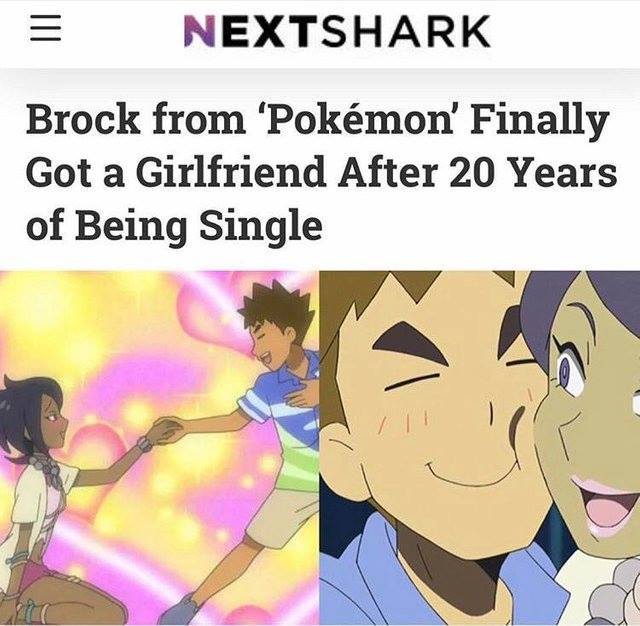 NEXTSHARK
Brock from ‘Pokémon’ Finally
Got a Girlfriend After 20 Years
of Being Single